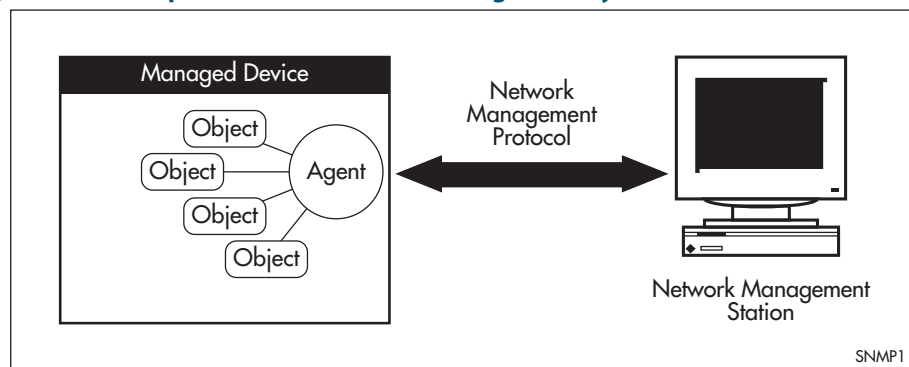 Managed Device
Object
Object
Object
Object
Agent
Network
Management
Protocol
Network Management
Station
SNMP1